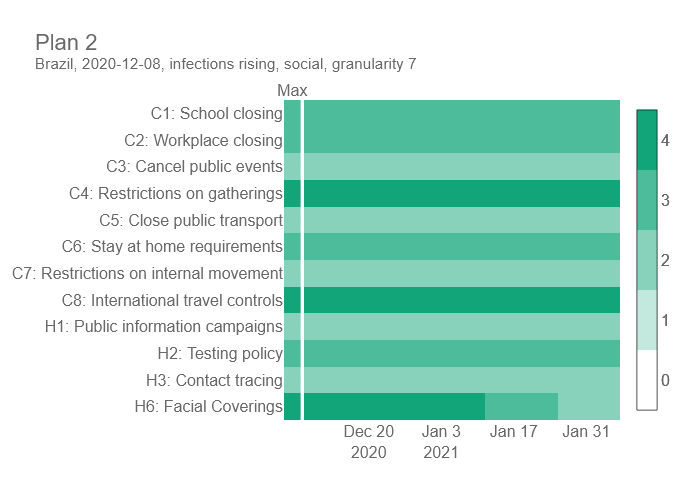 Plan 2
Brazil, 2020-12-08, infections rising, social, granularity 7
Max
C1: School closing
C2: Workplace closing
C3: Cancel public events
C4: Restrictions on gatherings
C5: Close public transport
C6: Stay at home requirements
C7: Restrictions on internal movement
C8: International travel controls
H1: Public information campaigns
H2: Testing policy
H3: Contact tracing
H6: Facial Coverings
4
3
2
1
0
Dec 20 Jan 3 Jan 17 Jan 31
2020 2021